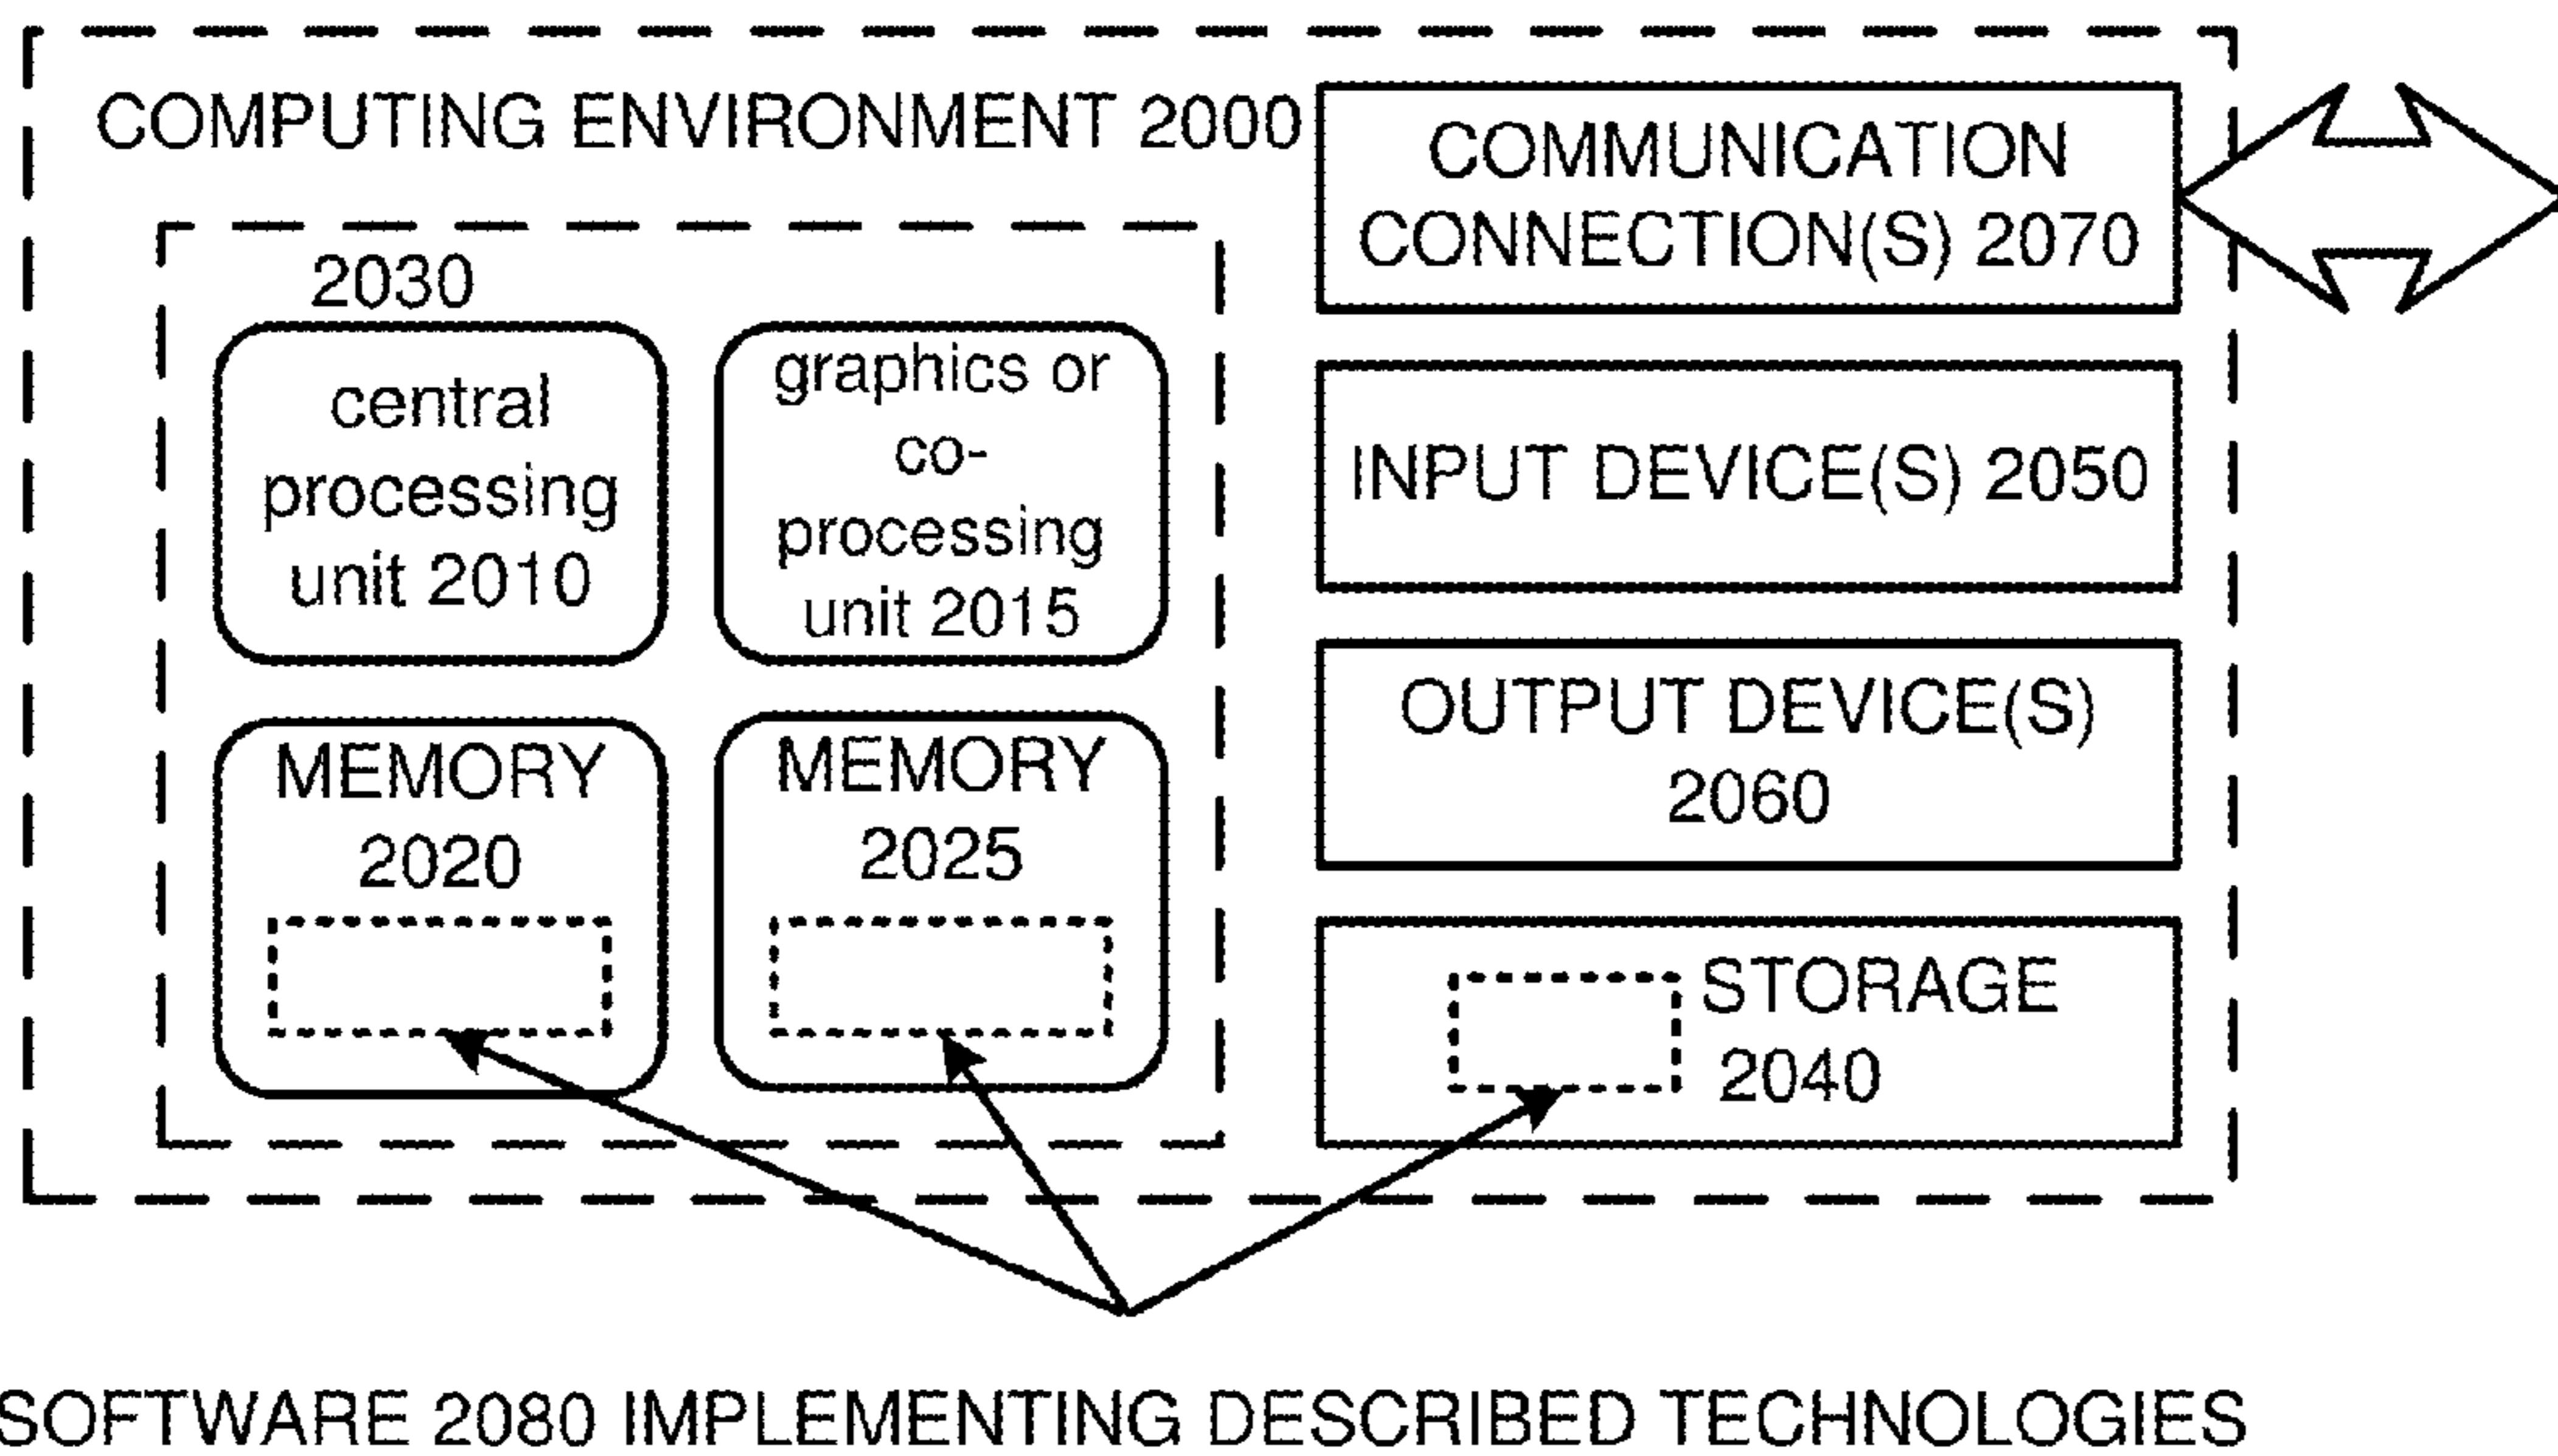 COMPUTING ENVIRONMENT 2000
2030
central
processing
unit 2010
graphics or
co-
processing
unit 2015
MEMORY
2020
MEMORY
2025
COMMUNICATION
CONNECTION(S) 2070
INPUT DEVICE(S) 2050
OUTPUT DEVICE(S)
2060
STORAGE
2040
SOFTWARE 2080 IMPLEMENTING DESCRIBED TECHNOLOGIES